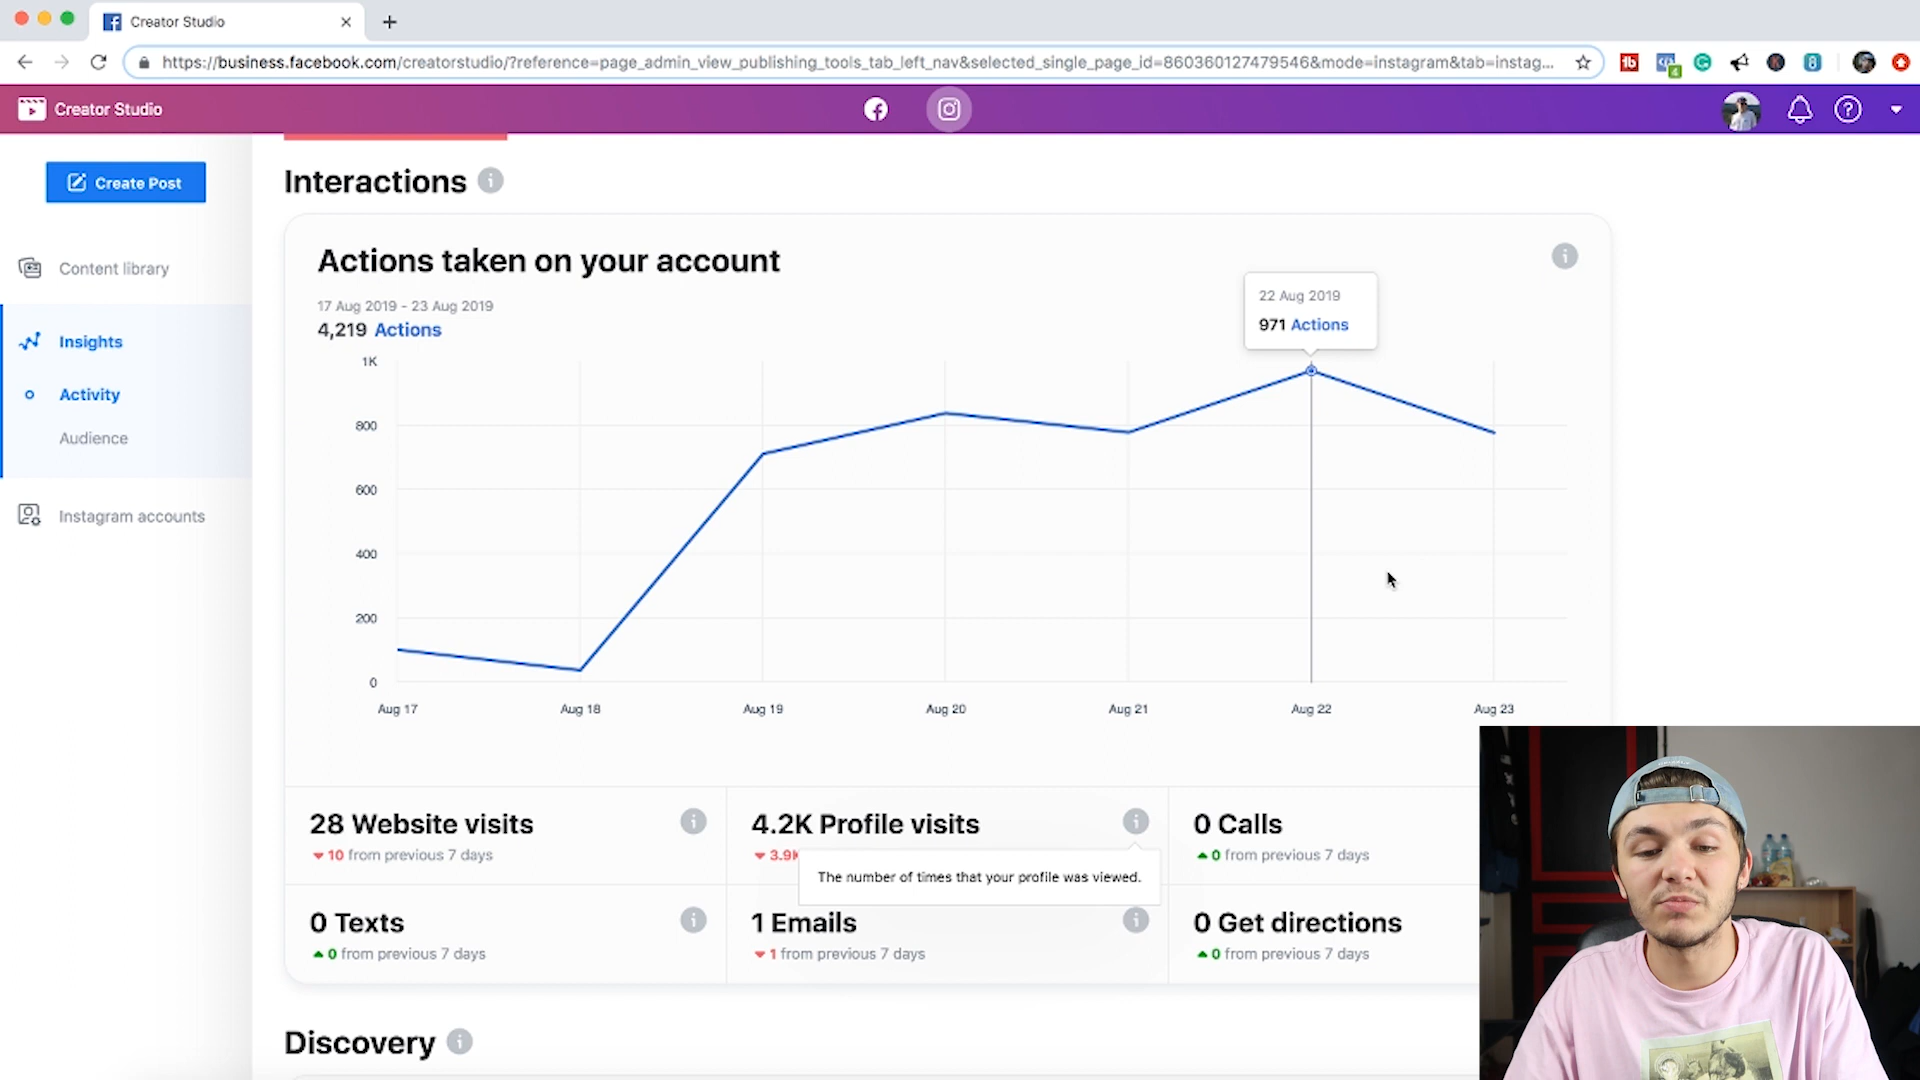 Creator Studio
https://business.facebook.com/creatorstudio/?reference=page_admin_view_publishing_tools_tab_left_nav&selected_single_page_id=860360127479546&mode=instagram&tab=instag...
4
8
Creator Studio
Create Post
Content library
Insights
Activity
Audience
Instagram accounts
Interactions
Actions taken on your account
17 Aug 2019 - 23 Aug 2019
4,219 Actions
22 Aug 2019
971 Actions
1K
800
600
400
200
0
Aug 17 Aug 18 Aug 19 Aug 20 Aug 21 Aug 22 Aug 23
28 Website visits
10 from previous 7 days
4.2K Profile visits
3.9K
The number of times that your profile was viewed.
0 Calls
0 from previous 7 days
0 Texts
0 from previous 7 days
1 Emails
1 from previous 7 days
0 Get directions
0 from previous 7 days
Discovery